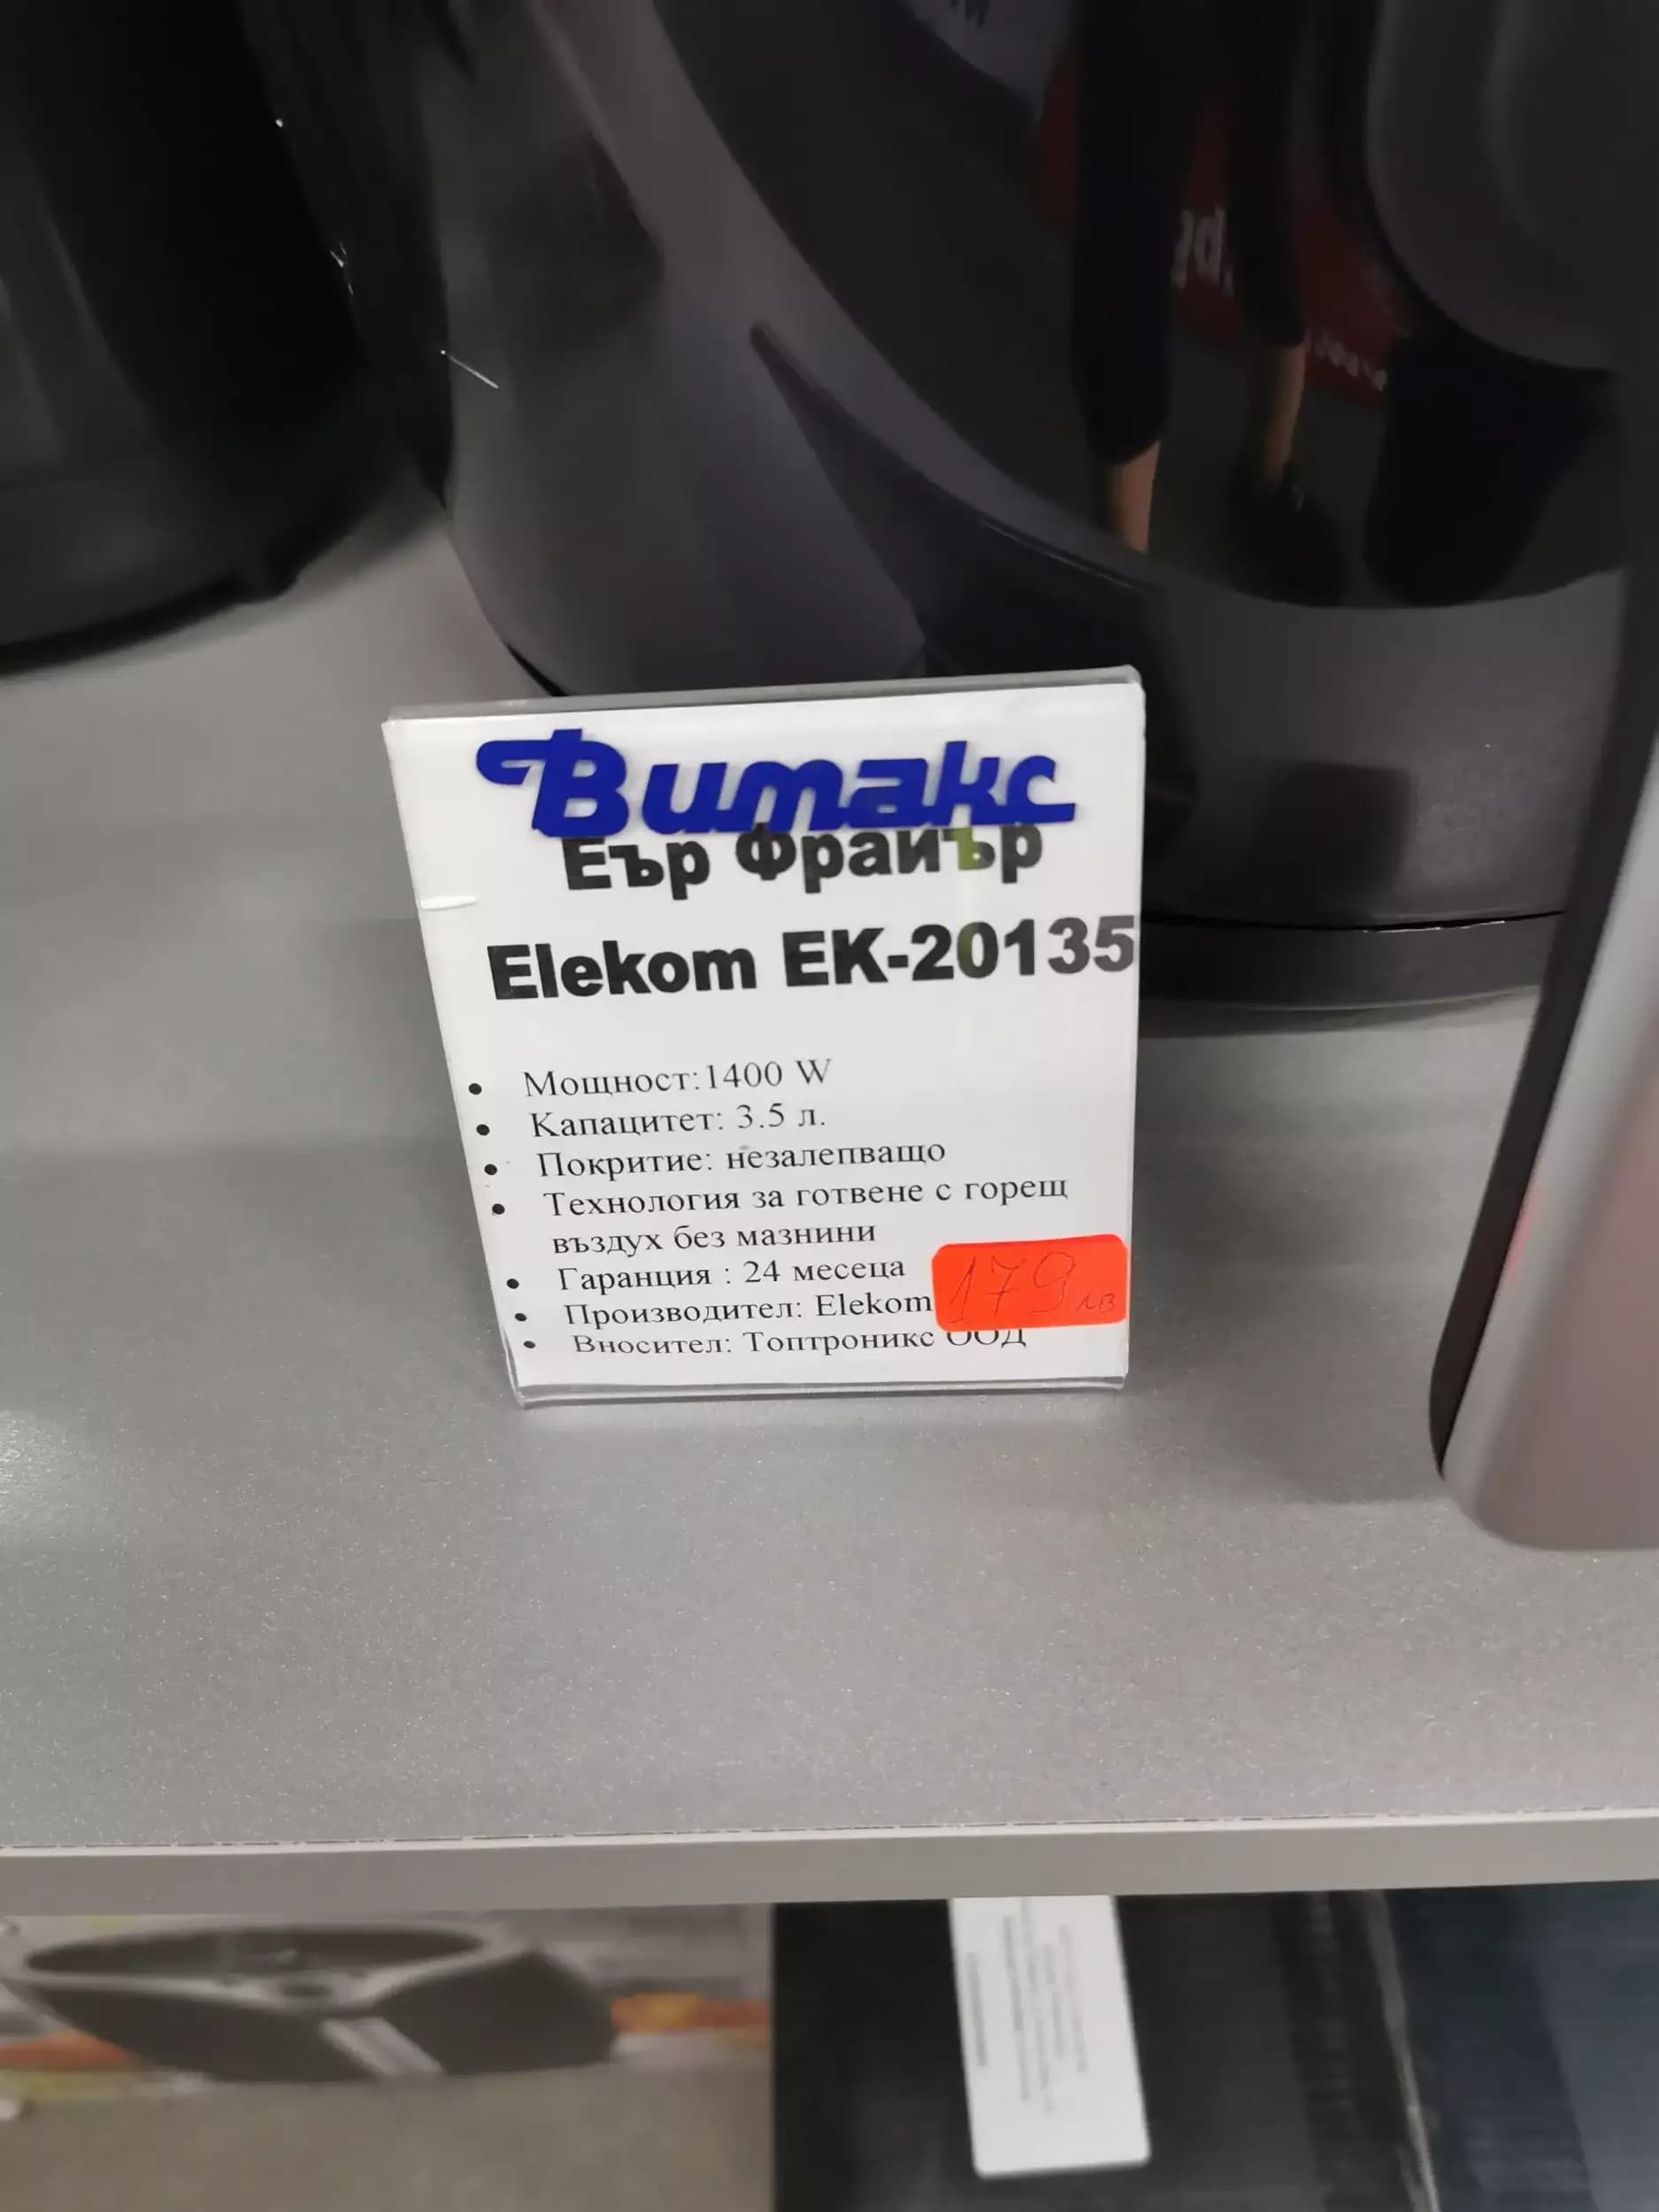 Витакс
Еър Фрайър
Elekom EK-20135
• Мощност:1400 W
• Капацитет: 3.5 л.
• Покритие: незалепващо
• Технология за готвене с горещ
въздух без мазнини
• Гаранция : 24 месеца
179 лв
• Производител: Elekom
• Вносител: Топтроникс ООД